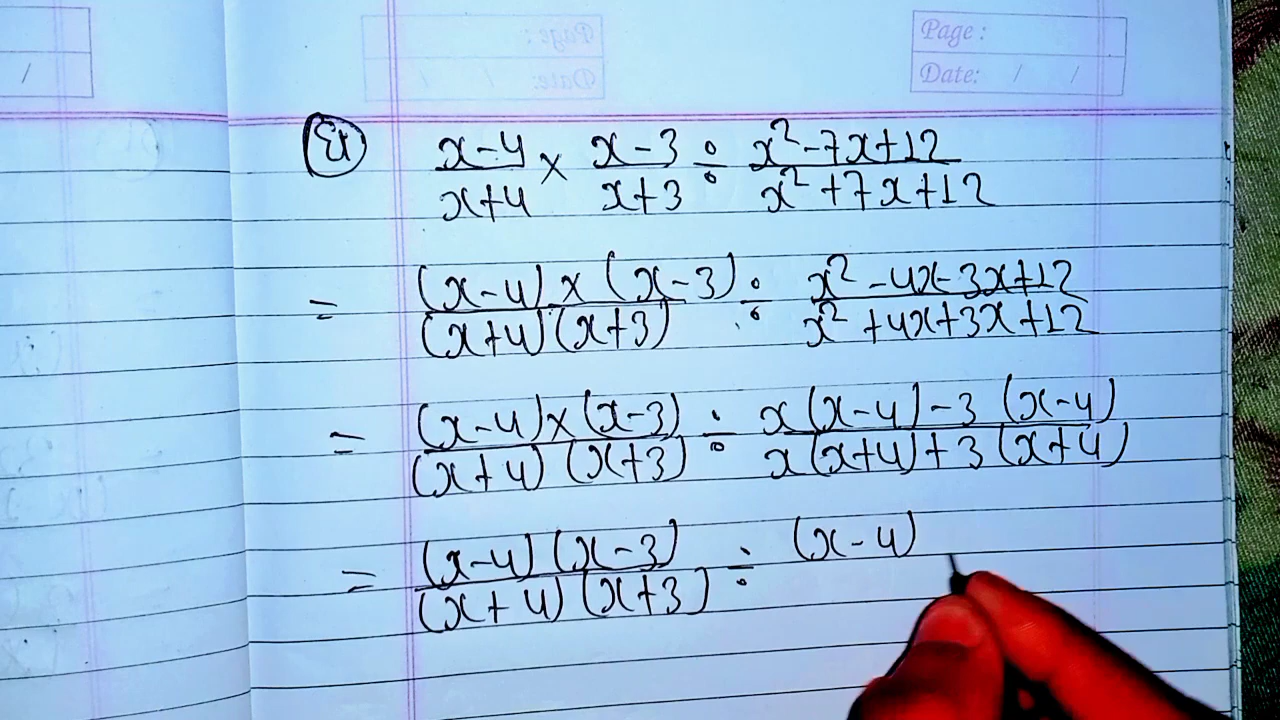 Page :
Date: / /
Ex x-4/x+4 × x-3/x+3 ÷ x²-7x+12/x²+7x+12
= (x-4)×(x-3)/(x+4)(x+3) ÷ x²-4x-3x+12/x²+4x+3x+12
= (x-4)×(x-3)/(x+4)(x+3) ÷ x(x-4)-3(x-4)/x(x+4)+3(x+4)
= (x-4)(x-3)/(x+4)(x+3) ÷ (x-4)